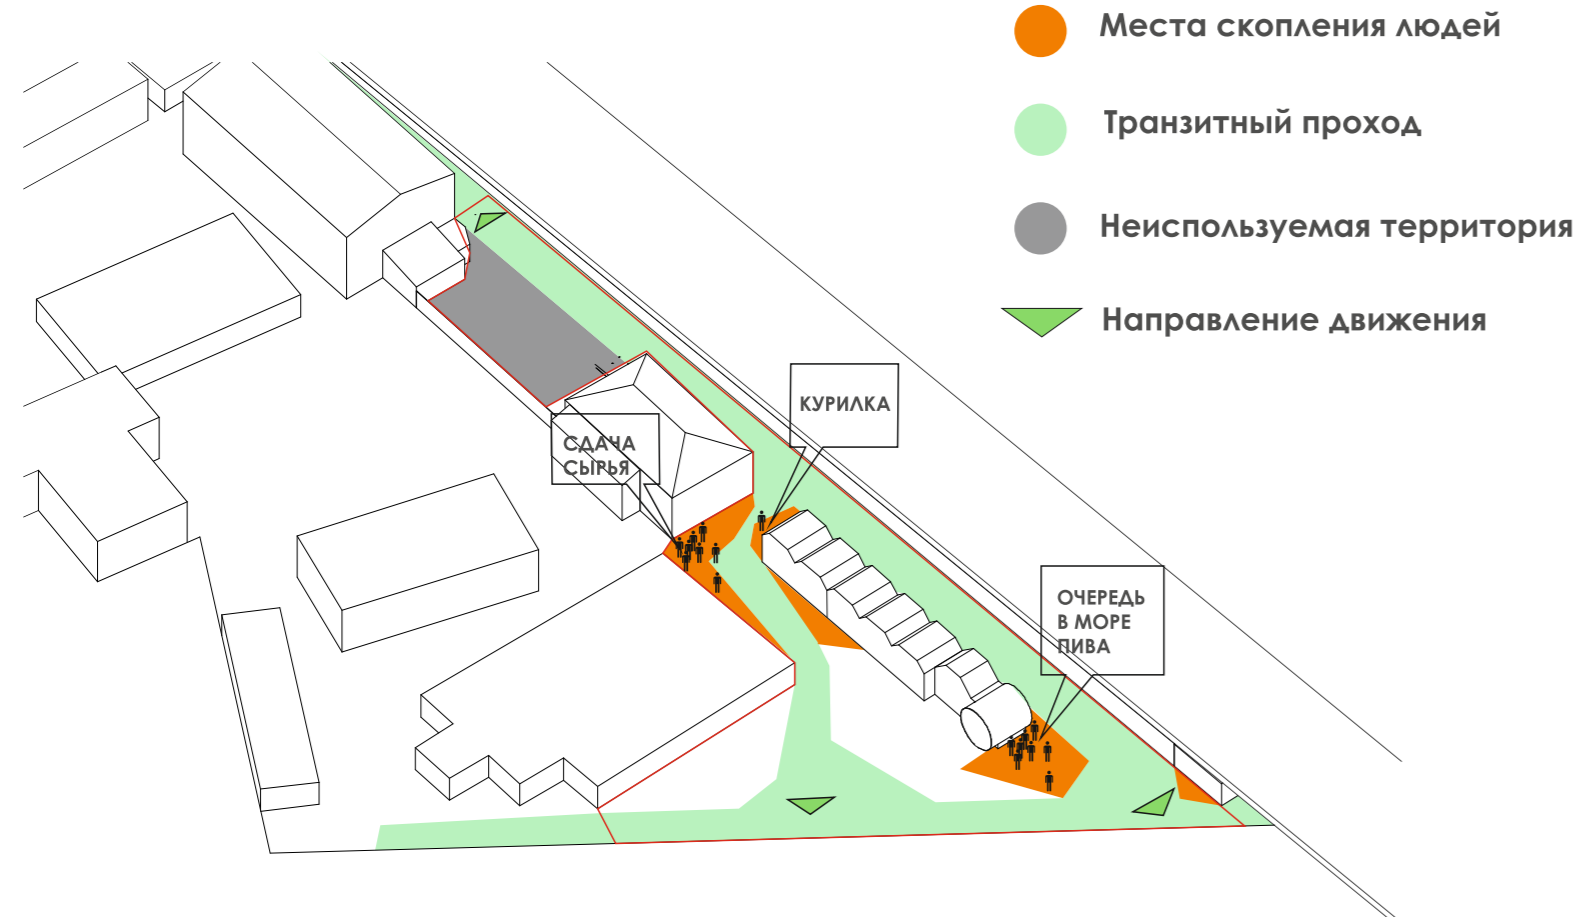 Места скопления людей
Транзитный проход
Неиспользуемая территория
Направление движения
КУРИЛКА
СДАЧА
СЫРЬЯ
ОЧЕРЕДЬ
В МОРЕ
ПИВА